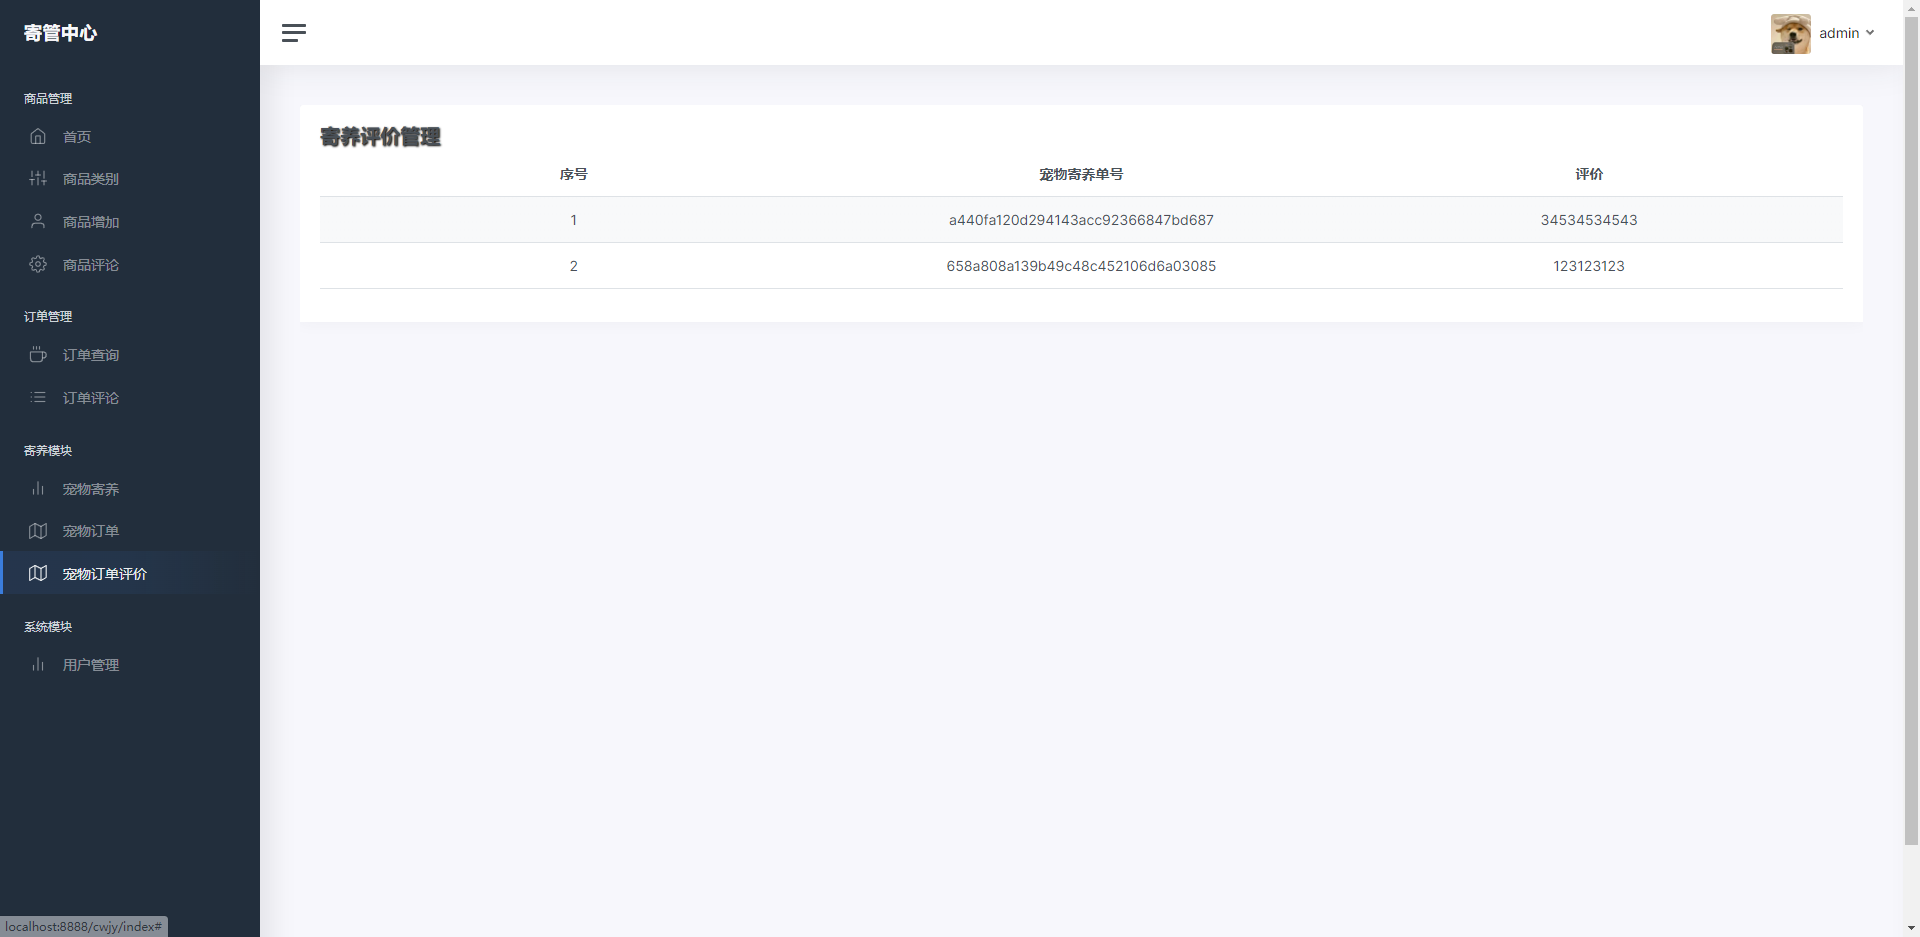 寄管中心
admin
商品管理
首页
商品类别
商品增加
商品评论
订单管理
订单查询
订单评论
寄养模块
宠物寄养
宠物订单
宠物订单评价
系统模块
用户管理
寄养评价管理
序号 宠物寄养单号 评价
1 a440fa120d294143acc92366847bd687 34534534543
2 658a808a139b49c48c452106d6a03085 123123123
localhost:8888/cwjy/index#